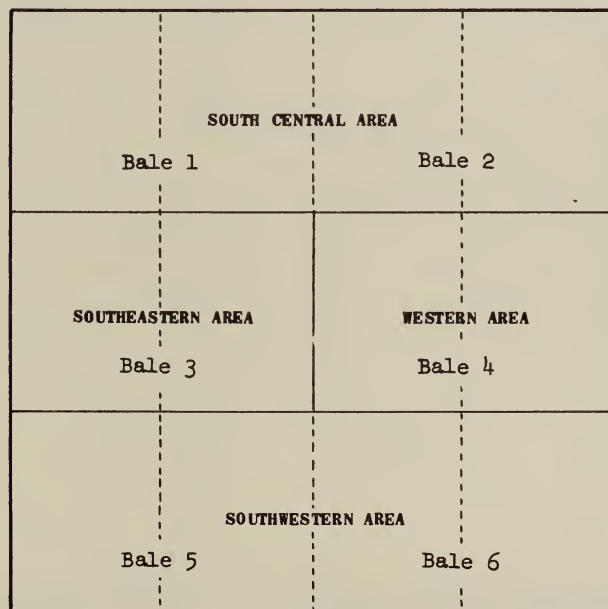 SOUTH CENTRAL AREA
Bale 1 Bale 2
SOUTHEASTERN AREA WESTERN AREA
Bale 3 Bale 4
SOUTHWESTERN AREA
Bale 5 Bale 6